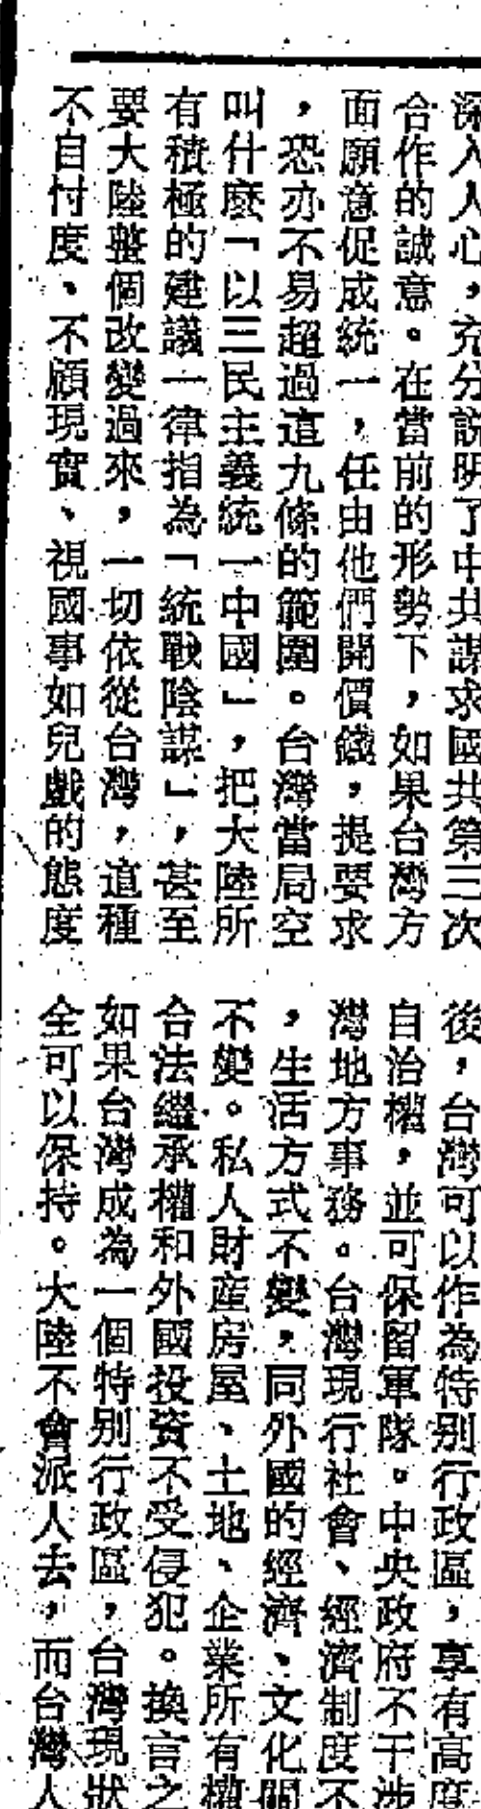 深入人心，充分説明了中共謀求國共第三次
合作的誠意。在當前的形勢下，如果台灣方
面願意促成統一，任由他們開價錢，提要求
，恐亦不易超過這九條的範圍。台灣當局空
叫什麼「以三民主義統一中國」，把大陸所
有積極的建議一律指為「統戰陰謀」，甚至
要大陸整個改變過來，一切依從台灣，這種
不自忖度、不顧現實、視國事如兒戲的態度
後，台灣可以作為特別行政區，享有高度
自治權，並可保留軍隊。中央政府不干涉
灣地方事務。台灣現行社會、經濟制度不
，生活方式不變，同外國的經濟、文化關
不變。私人財產房屋、土地、企業所有權
合法繼承權和外國投資不受侵犯。換言之
如果台灣成為一個特別行政區，台灣現狀
全可以保持。大陸不會派人去，而台灣人